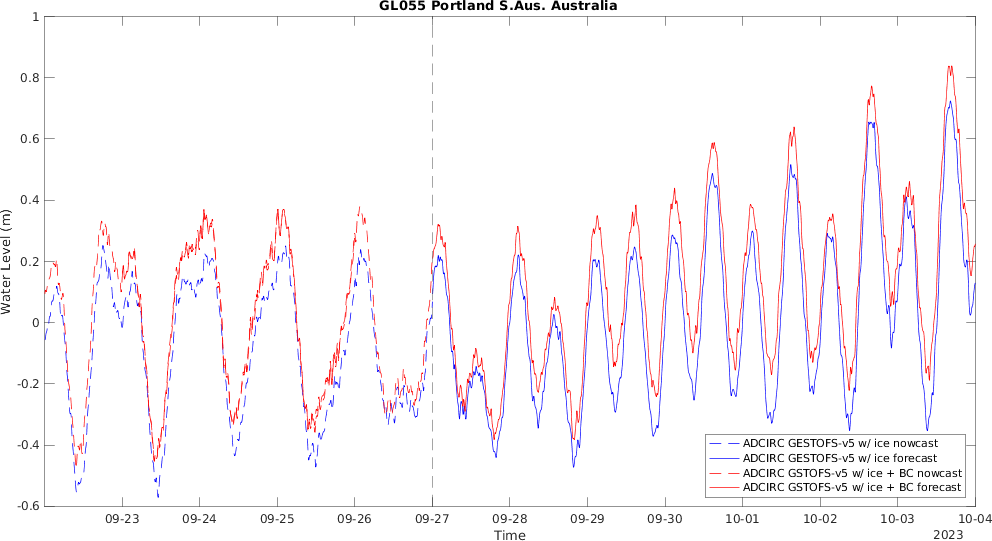 GL055 Portland S.Aus. Australia
1
0.8
0.6
0.4
0.2
0
-0.2
-0.4
-0.6
Water Level (m)
ADCIRC GESTOFS-v5 w/ ice nowcast
ADCIRC GESTOFS-v5 w/ ice forecast
ADCIRC GSTOFS-v5 w/ ice + BC nowcast
ADCIRC GSTOFS-v5 w/ ice + BC forecast
09-23 09-24 09-25 09-26 09-27 09-28 09-29 09-30 10-01 10-02 10-03 10-04
Time 2023